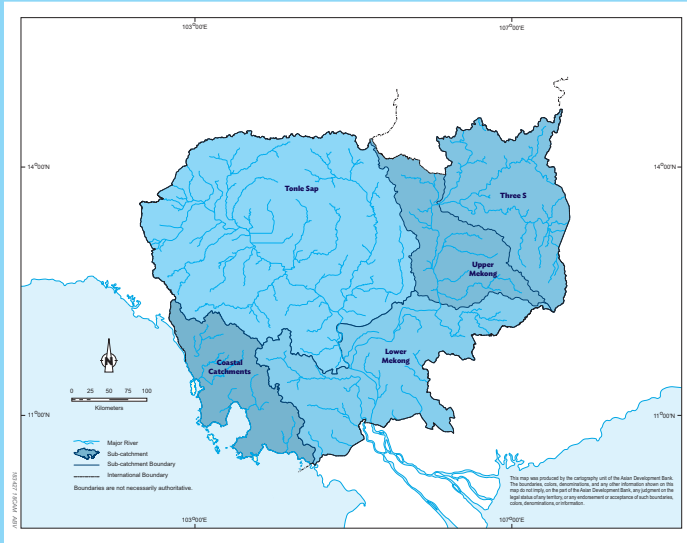 103°00'E
107°00'E
14°00'N
14°00'N
Tonle Sap
Three S
Upper
Mekong
Lower
Mekong
Coastal
Catchments
N
0 25 50 75 100
Kilometers
11°00'N
11°00'N
Major River
Sub-catchment
Sub-catchment Boundary
International Boundary
Boundaries are not necessarily authoritative.
This map was produced by the cartography unit of the Asian Development Bank.
The boundaries, colors, denominations, and any other information shown on this
map do not imply, on the part of the Asian Development Bank, any judgment on the
legal status of any territory, or any endorsement or acceptance of such boundaries,
colors, denominations, or information.
103°00'E
107°00'E